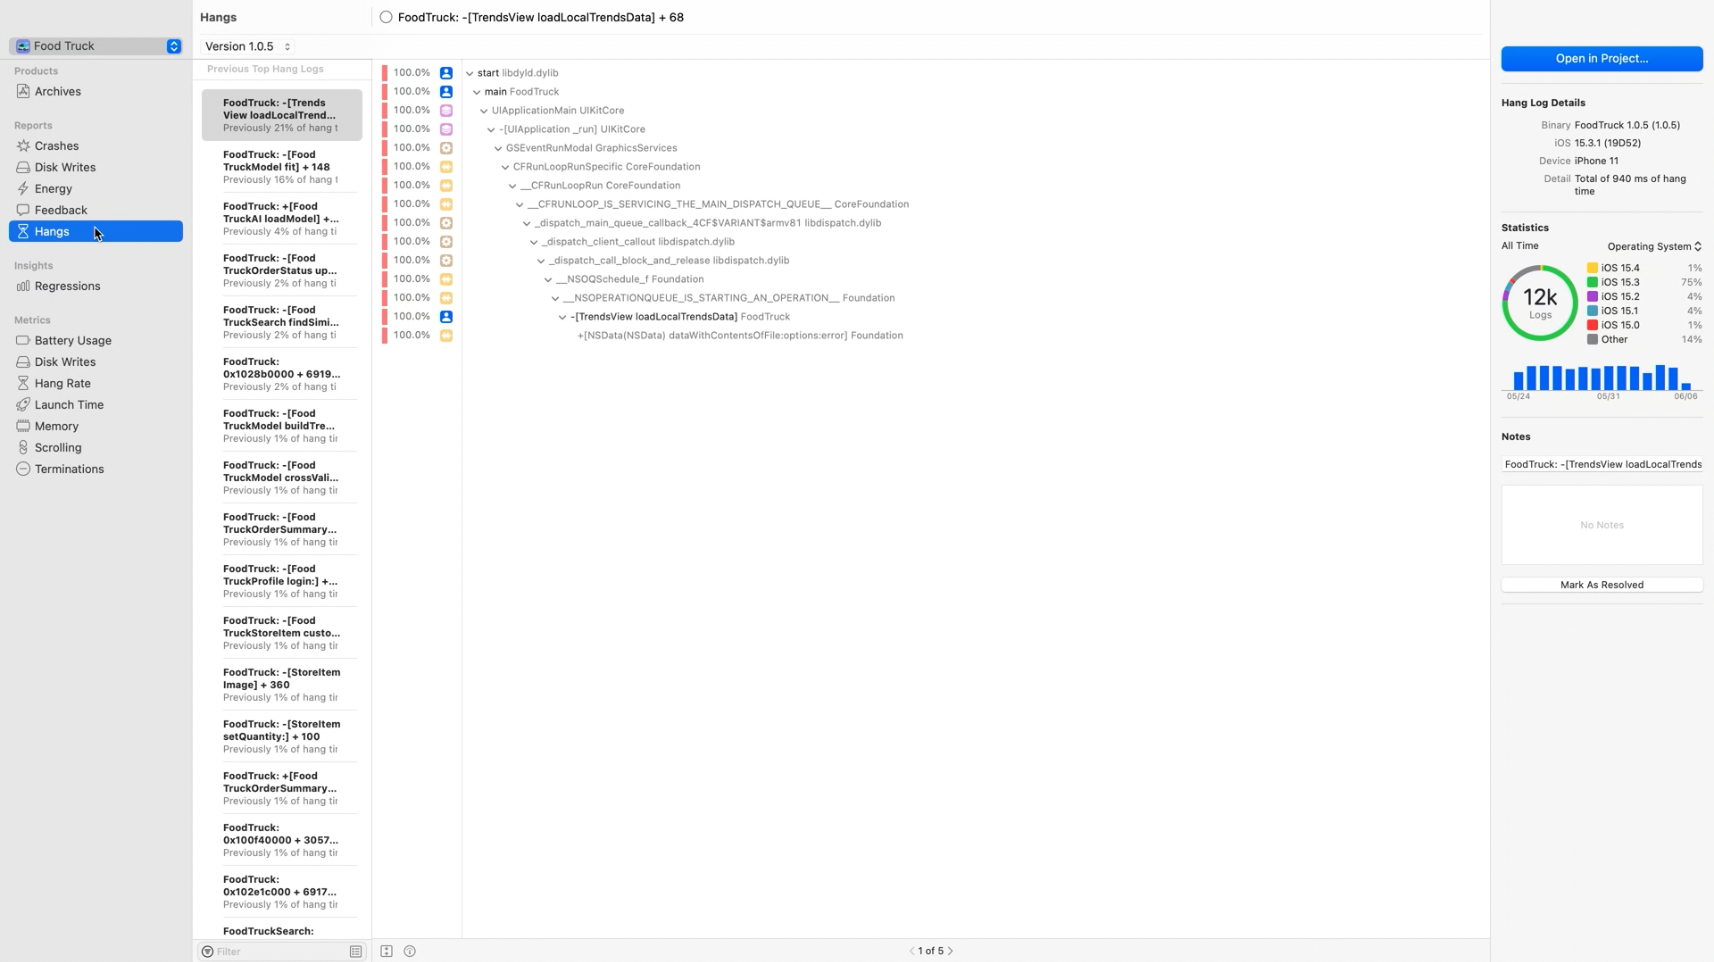 Food Truck
Products
Archives
Reports
Crashes
Disk Writes
Energy
Feedback
Hangs
Insights
Regressions
Metrics
Battery Usage
Disk Writes
Hang Rate
Launch Time
Memory
Scrolling
Terminations
Hangs
Version 1.0.5
Previous Top Hang Logs
FoodTruck: -[Trends
View loadLocalTrend...
Previously 21% of hang t
FoodTruck: -[Food
TruckModel fit] + 148
Previously 16% of hang t
FoodTruck: +[Food
TruckAI loadModel] +...
Previously 4% of hang ti
FoodTruck: -[Food
TruckOrderStatus up...
Previously 2% of hang ti
FoodTruck: -[Food
TruckSearch findSimi...
Previously 2% of hang ti
FoodTruck:
0x1028b0000 + 6919...
Previously 2% of hang ti
FoodTruck: -[Food
TruckModel buildTre...
Previously 1% of hang tir
FoodTruck: -[Food
TruckModel crossVali...
Previously 1% of hang tir
FoodTruck: -[Food
TruckOrderSummary...
Previously 1% of hang tir
FoodTruck: -[Food
TruckProfile login:] +...
Previously 1% of hang tir
FoodTruck: -[Food
TruckStoreItem custo...
Previously 1% of hang tir
FoodTruck: -[StoreItem
Image] + 360
Previously 1% of hang tir
FoodTruck: -[StoreItem
setQuantity:] + 100
Previously 1% of hang tir
FoodTruck: +[Food
TruckOrderSummary...
Previously 1% of hang tir
FoodTruck:
0x100f40000 + 3057...
Previously 1% of hang tir
FoodTruck:
0x102e1c000 + 6917...
Previously 1% of hang tir
FoodTruckSearch:
Filter
FoodTruck: -[TrendsView loadLocalTrendsData] + 68
100.0% start libdyld.dylib
100.0% main FoodTruck
100.0% UIApplicationMain UIKitCore
100.0% -[UIApplication _run] UIKitCore
100.0% GSEventRunModal GraphicsServices
100.0% CFRunLoopRunSpecific CoreFoundation
100.0% __CFRunLoopRun CoreFoundation
100.0% __CFRUNLOOP_IS_SERVICING_THE_MAIN_DISPATCH_QUEUE__ CoreFoundation
100.0% _dispatch_main_queue_callback_4CF$VARIANT$armv81 libdispatch.dylib
100.0% _dispatch_client_callout libdispatch.dylib
100.0% _dispatch_call_block_and_release libdispatch.dylib
100.0% __NSOQSchedule_f Foundation
100.0% __NSOPERATIONQUEUE_IS_STARTING_AN_OPERATION__ Foundation
100.0% -[TrendsView loadLocalTrendsData] FoodTruck
100.0% +[NSData(NSData) dataWithContentsOfFile:options:error] Foundation
1 of 5
Open in Project...
Hang Log Details
Binary FoodTruck 1.0.5 (1.0.5)
iOS 15.3.1 (19D52)
Device iPhone 11
Detail Total of 940 ms of hang
time
Statistics
All Time Operating System
12k
Logs
iOS 15.4 1%
iOS 15.3 75%
iOS 15.2 4%
iOS 15.1 4%
iOS 15.0 1%
Other 14%
05/24 05/31 06/06
Notes
FoodTruck: -[TrendsView loadLocalTrends
No Notes
Mark As Resolved